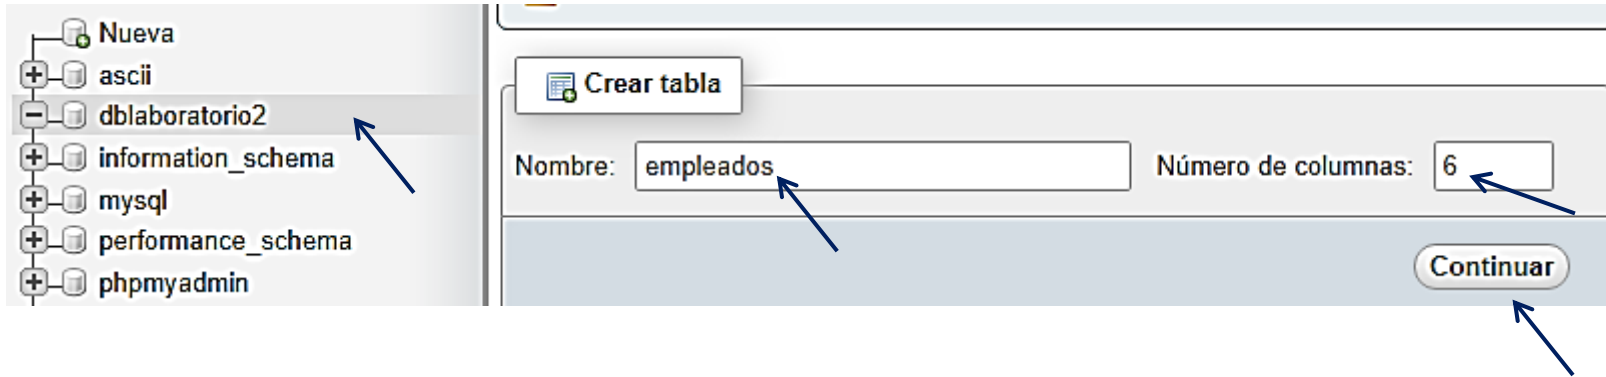 Nueva
ascii
dblaboratorio2
information_schema
mysql
performance_schema
phpmyadmin
Crear tabla
Nombre: empleados Número de columnas: 6
Continuar